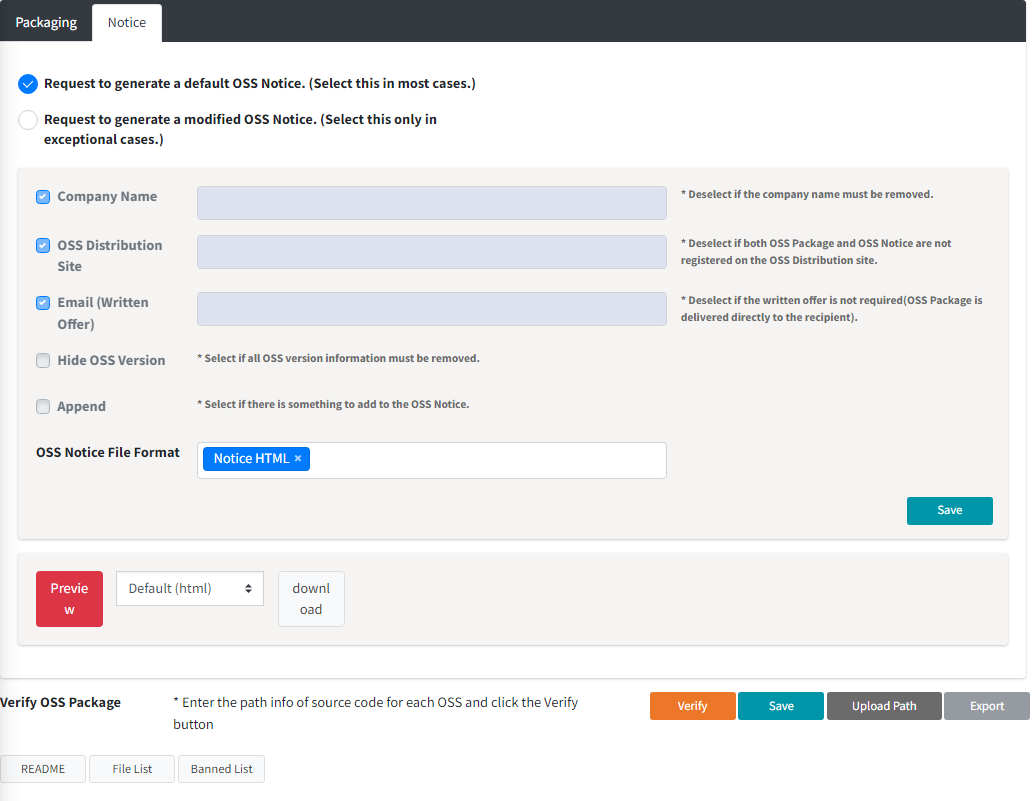 Packaging
Notice
Request to generate a default OSS Notice. (Select this in most cases.)
Request to generate a modified OSS Notice. (Select this only in
exceptional cases.)
Company Name
* Deselect if the company name must be removed.
OSS Distribution
Site
* Deselect if both OSS Package and OSS Notice are not
registered on the OSS Distribution site.
Email (Written
Offer)
* Deselect if the written offer is not required(OSS Package is
delivered directly to the recipient).
Hide OSS Version
* Select if all OSS version information must be removed.
Append
* Select if there is something to add to the OSS Notice.
OSS Notice File Format
Notice HTML ×
Save
Previe
w
Default (html)
downl
oad
Verify OSS Package
* Enter the path info of source code for each OSS and click the Verify
button
Verify
Save
Upload Path
Export
README
File List
Banned List